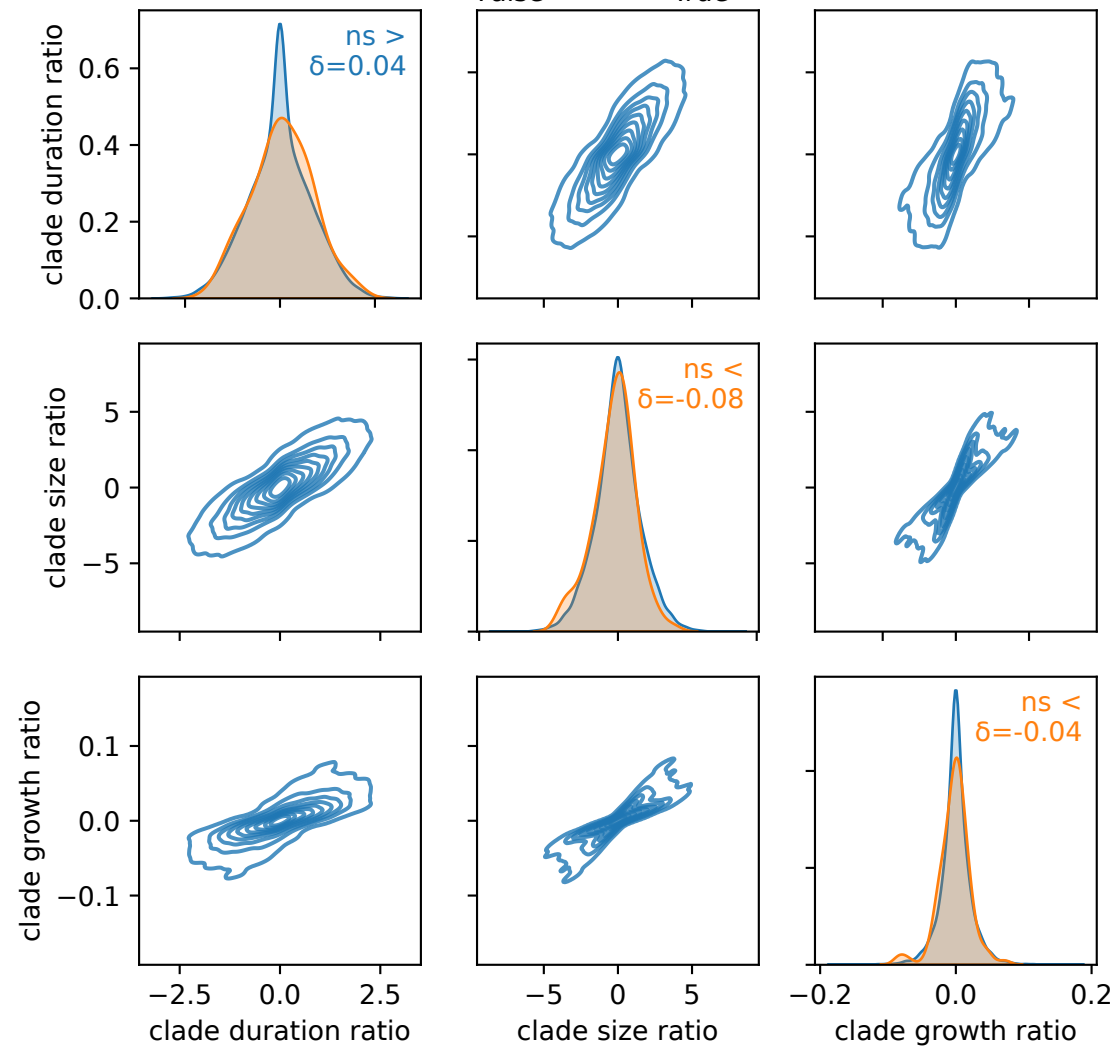 clade duration ratio
0.6
0.4
0.2
0.0
ns >
δ=0.04
clade size ratio
5
0
−5
ns <
δ=-0.08
clade growth ratio
0.1
0.0
−0.1
ns <
δ=-0.04
−2.5 0.0 2.5
−5 0 5
−0.2 0.0 0.2
clade duration ratio
clade size ratio
clade growth ratio